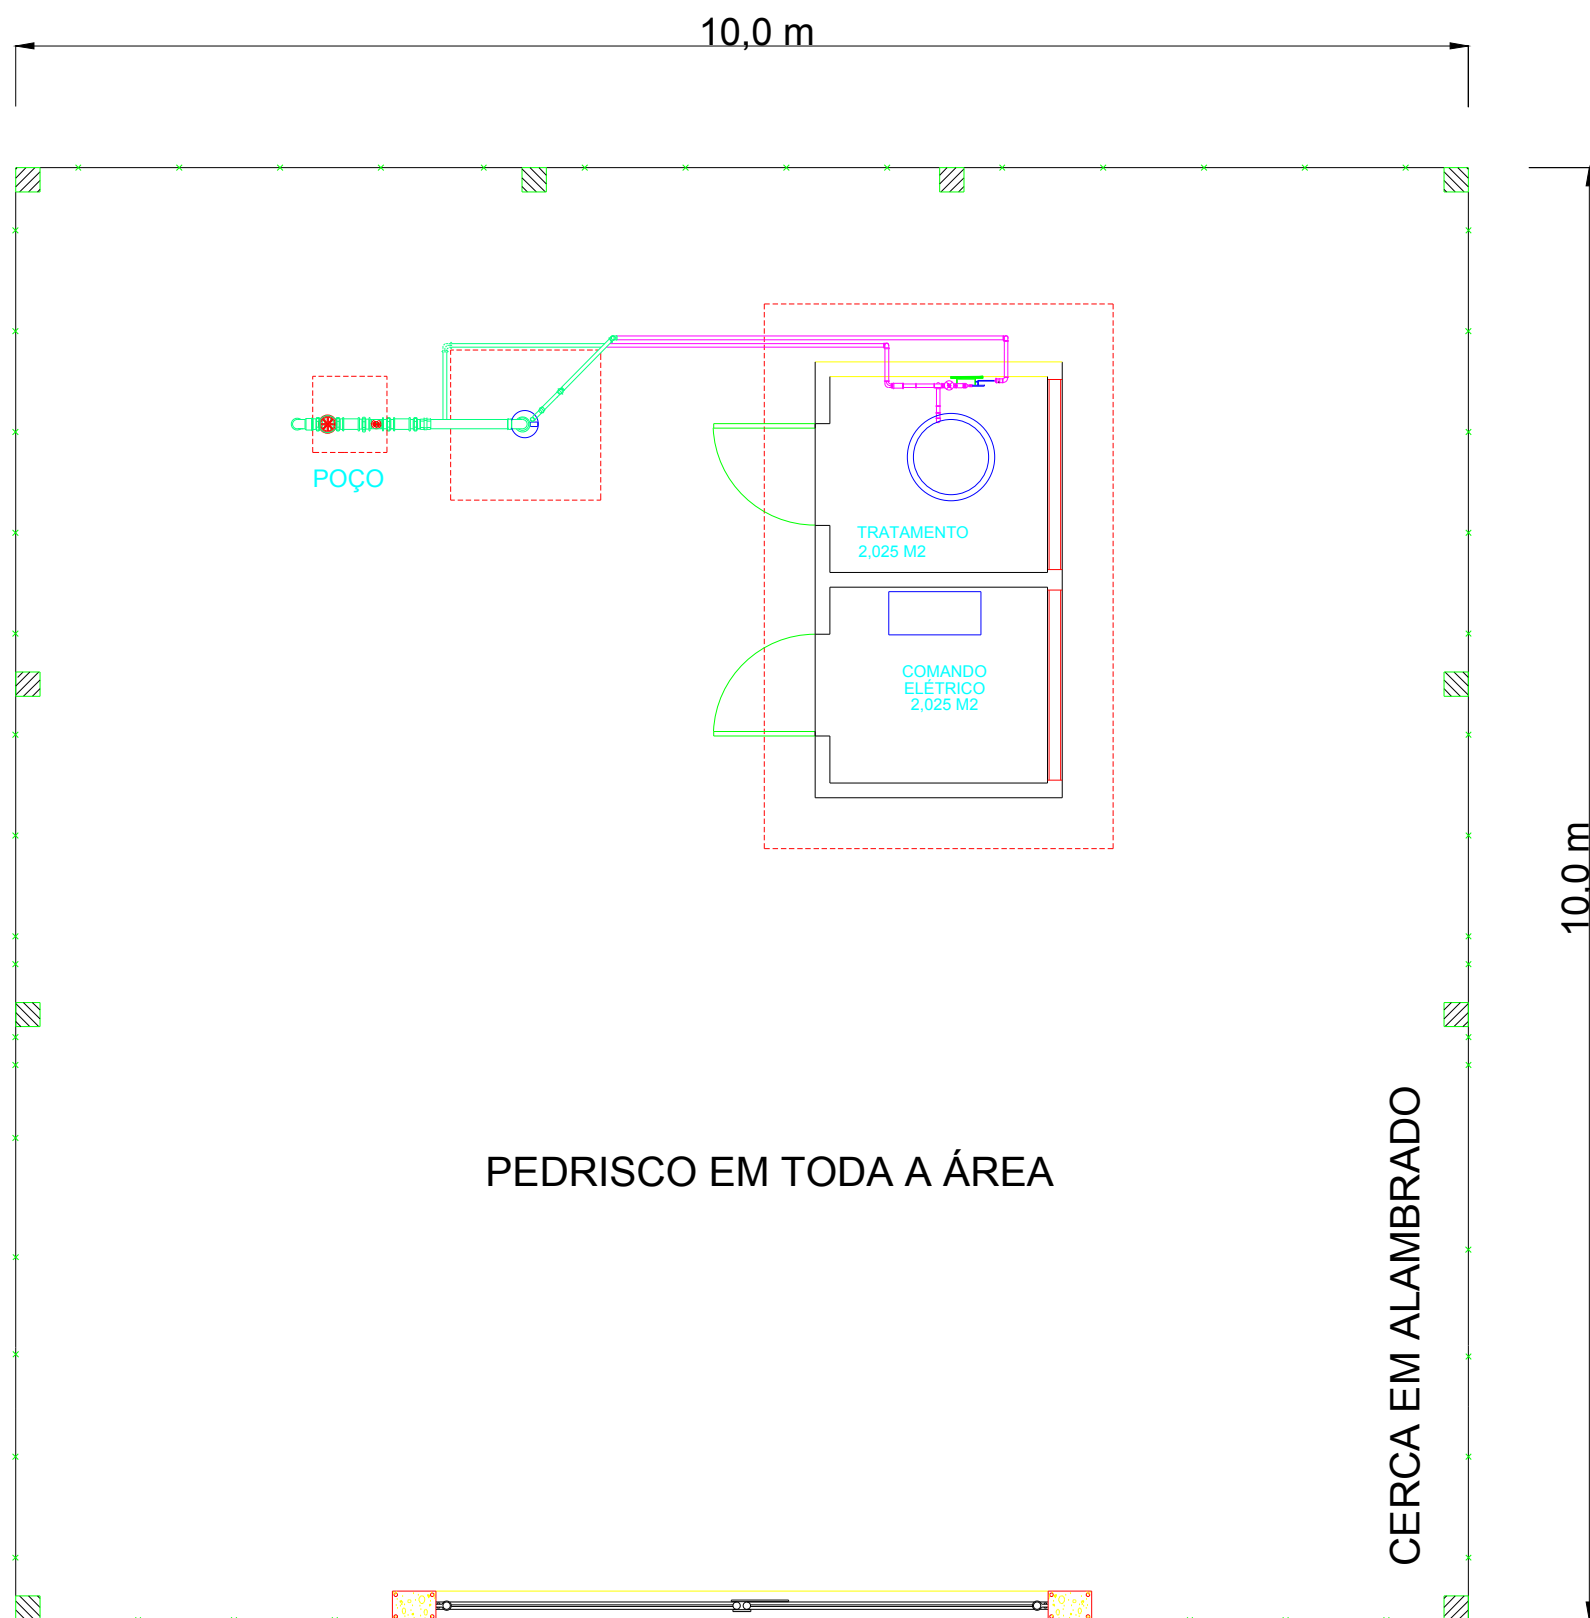 10,0 m
POÇO
TRATAMENTO
2,025 M2
COMANDO
ELÉTRICO
2,025 M2
10,0 m
PEDRISCO EM TODA A ÁREA
CERCA EM ALAMBRADO